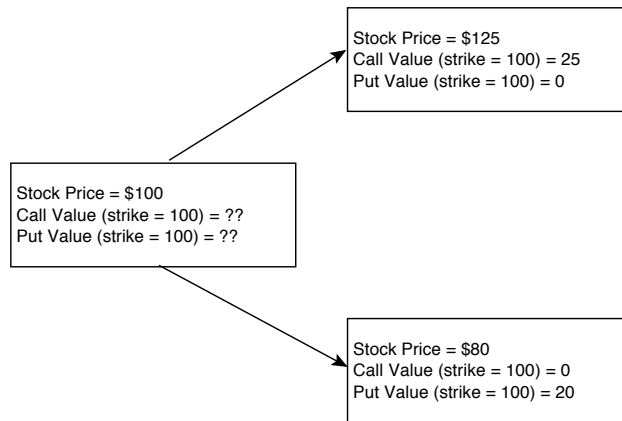 Stock Price = $125
Call Value (strike = 100) = 25
Put Value (strike = 100) = 0
Stock Price = $100
Call Value (strike = 100) = ??
Put Value (strike = 100) = ??
Stock Price = $80
Call Value (strike = 100) = 0
Put Value (strike = 100) = 20